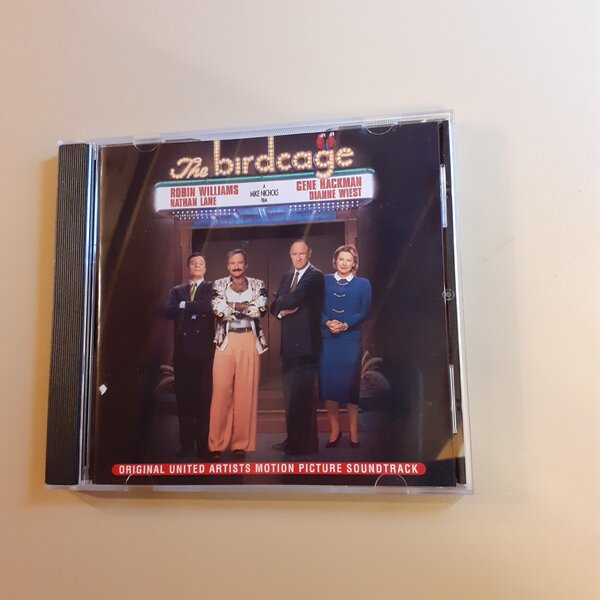 The birdcage
ROBIN WILLIAMS
NATHAN LANE
A
MIKE NICHOLS
FILM
GENE HACKMAN
DIANNE WIEST
ORIGINAL UNITED ARTISTS MOTION PICTURE SOUNDTRACK